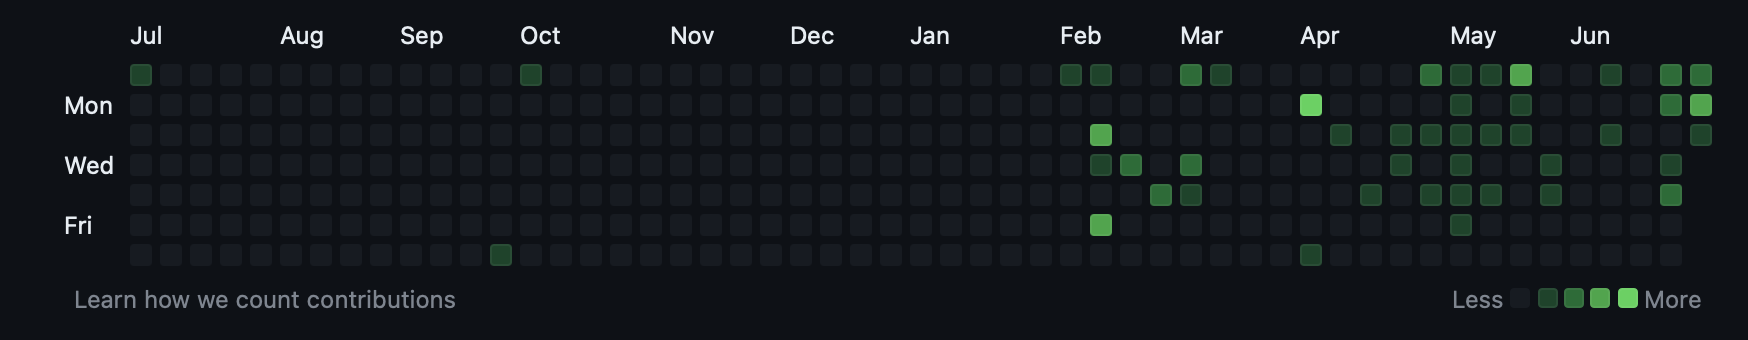 Jul Aug Sep Oct Nov Dec Jan Feb Mar Apr May Jun
Mon
Wed
Fri
Learn how we count contributions
Less More